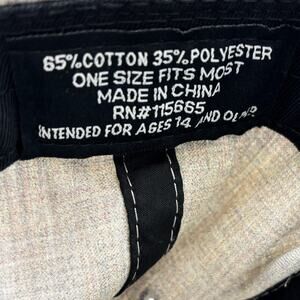 65% COTTON 35% POLYESTER
ONE SIZE FITS MOST
MADE IN CHINA
RN#115665
INTENDED FOR AGES 14 AND OLDER